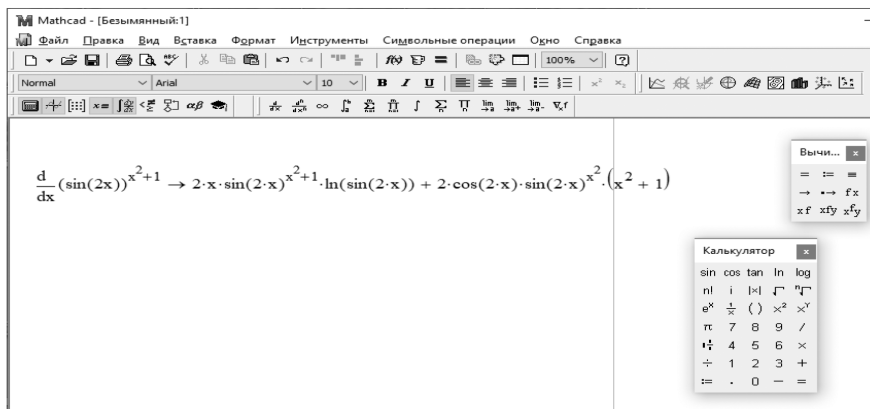 Mathcad - [Безымянный:1]
Файл Правка Вид Вставка Формат Инструменты Символьные операции Окно Справка
100%
Normal Arial 10 B I U
d/dx (sin(2x))^(x^2+1) → 2·x·sin(2·x)^(x^2+1)·ln(sin(2·x)) + 2·cos(2·x)·sin(2·x)^(x^2)·(x^2 + 1)
Вычи... x
= := ≡
→ •→ fx
xf xfy x^fy
Калькулятор x
sin cos tan ln log
n! i |×| √ ⁿ√
e^x 1/x ( ) ×² ×^Y
π 7 8 9 /
4 5 6 ×
÷ 1 2 3 +
:= . 0 − =